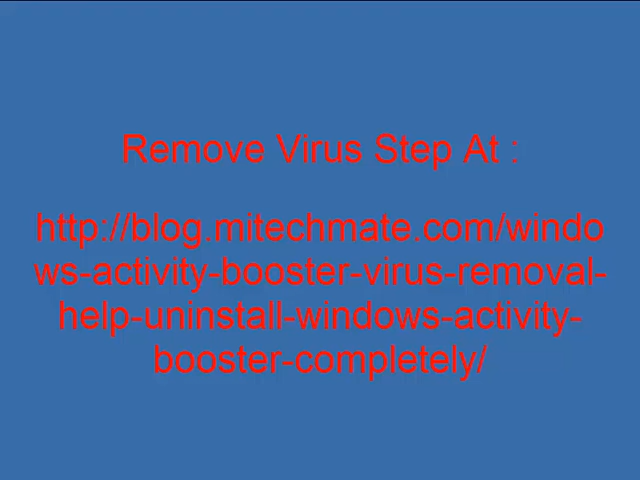 Remove Virus Step At :
http://blog.mitechmate.com/windo
ws-activity-booster-virus-removal-
help-uninstall-windows-activity-
booster-completely/